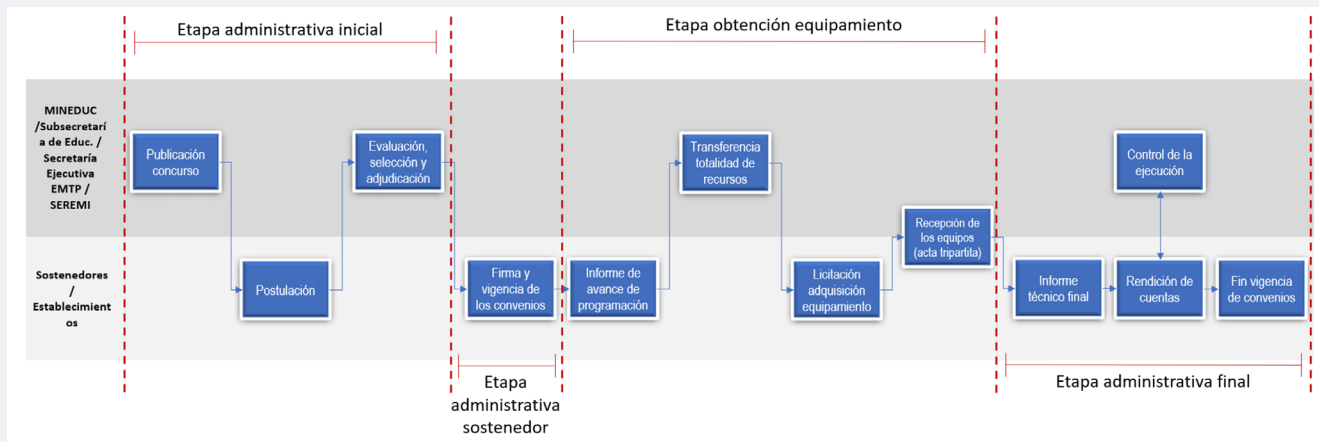 Etapa administrativa inicial
Etapa obtención equipamiento
MINEDUC
/Subsecretarí
a de Educ. /
Secretaría
Ejecutiva
EMTP /
SEREMI
Publicación
concurso
Evaluación,
selección y
adjudicación
Transferencia
totalidad de
recursos
Control de la
ejecución
Recepción de
los equipos
(acta tripartita)
Sostenedores
/
Establecimient
os
Postulación
Firma y
vigencia de
los convenios
Informe de
avance de
programación
Licitación
adquisición
equipamiento
Informe
técnico final
Rendición de
cuentas
Fin vigencia
de convenios
Etapa
administrativa
sostenedor
Etapa administrativa final